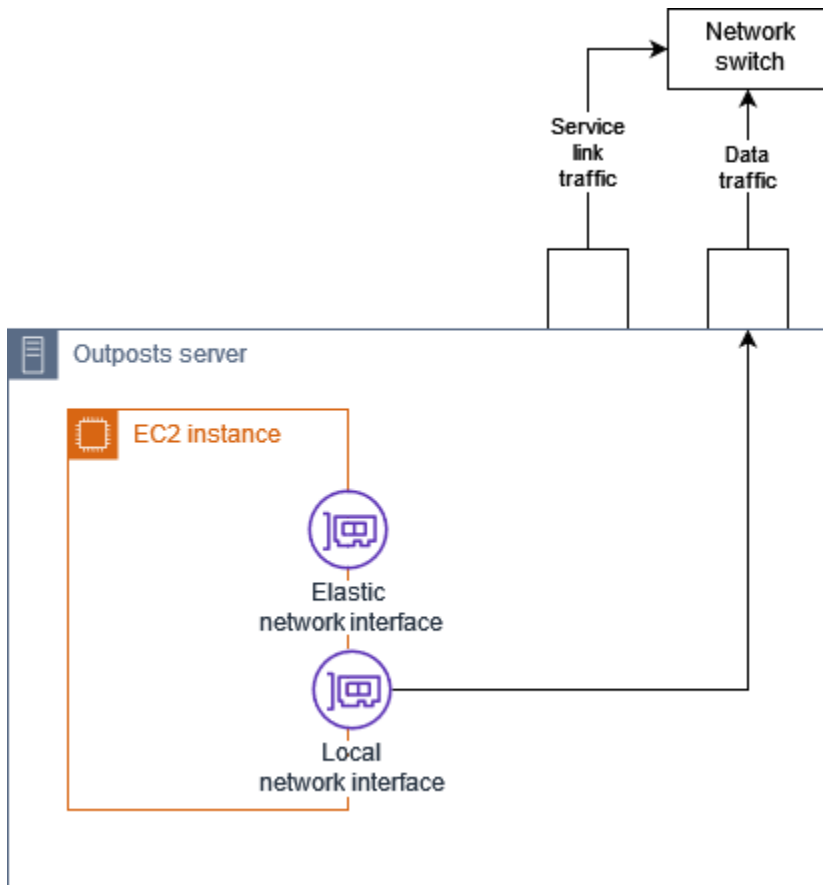 Network
switch
Service
link
traffic
Data
traffic
Outposts server
EC2 instance
Elastic
network interface
Local
network interface